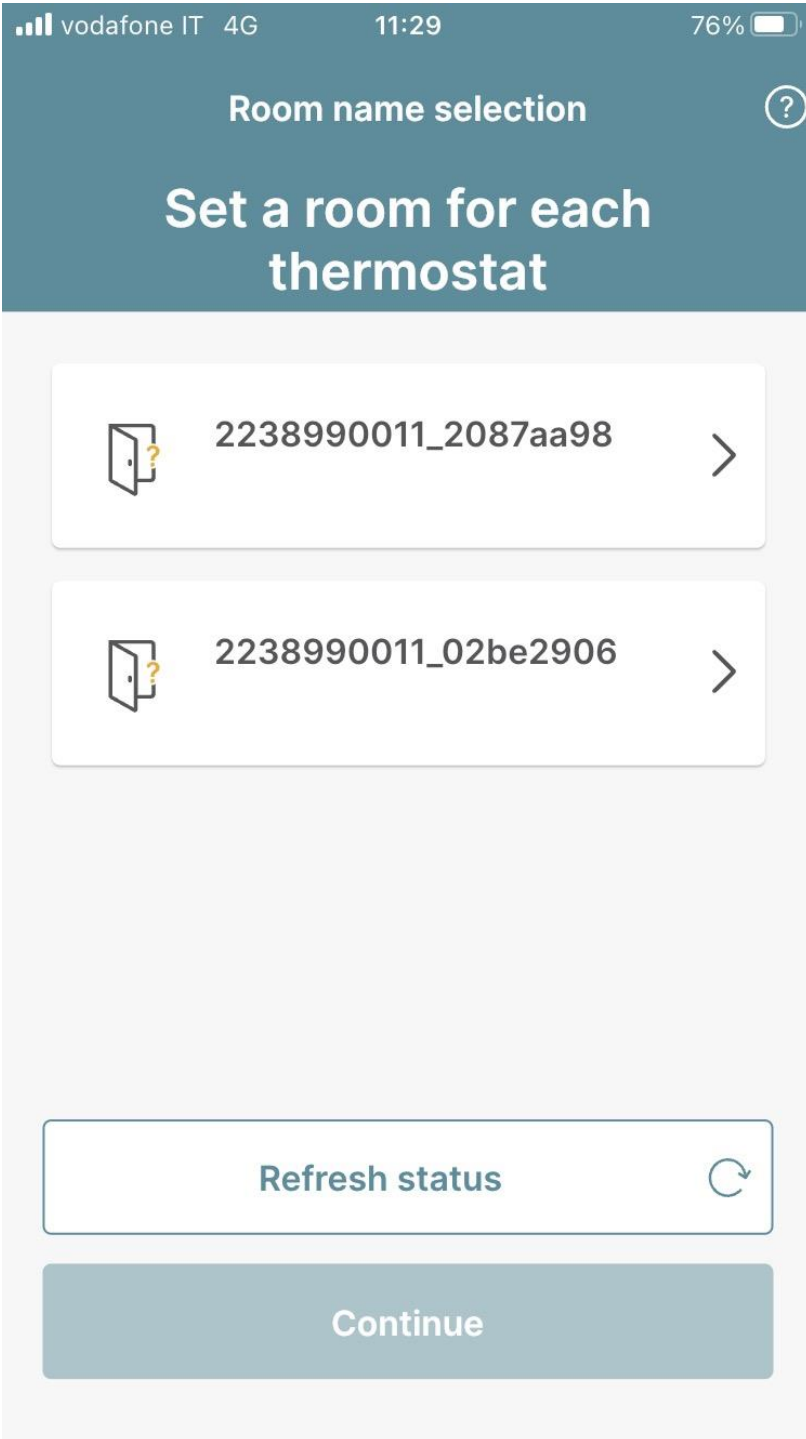 vodafone IT 4G 11:29 76%
Room name selection ?
Set a room for each
thermostat
? 2238990011_2087aa98
? 2238990011_02be2906
Refresh status
Continue